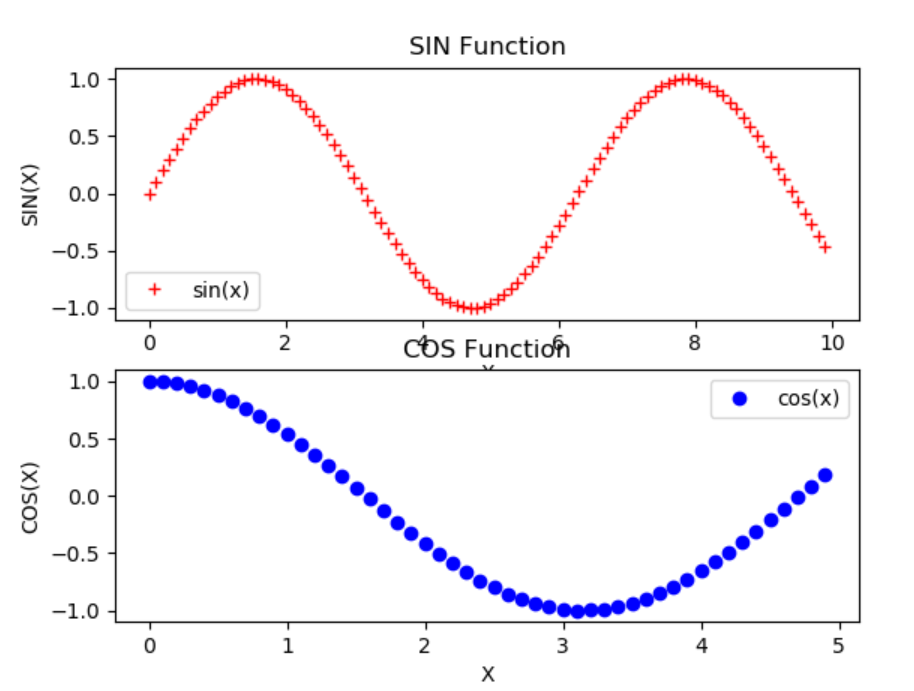 SIN Function
1.0
0.5
0.0
−0.5
−1.0
SIN(X)
sin(x)
0 2 4 6 8 10
X
COS Function
1.0
0.5
0.0
−0.5
−1.0
COS(X)
cos(x)
0 1 2 3 4 5
X